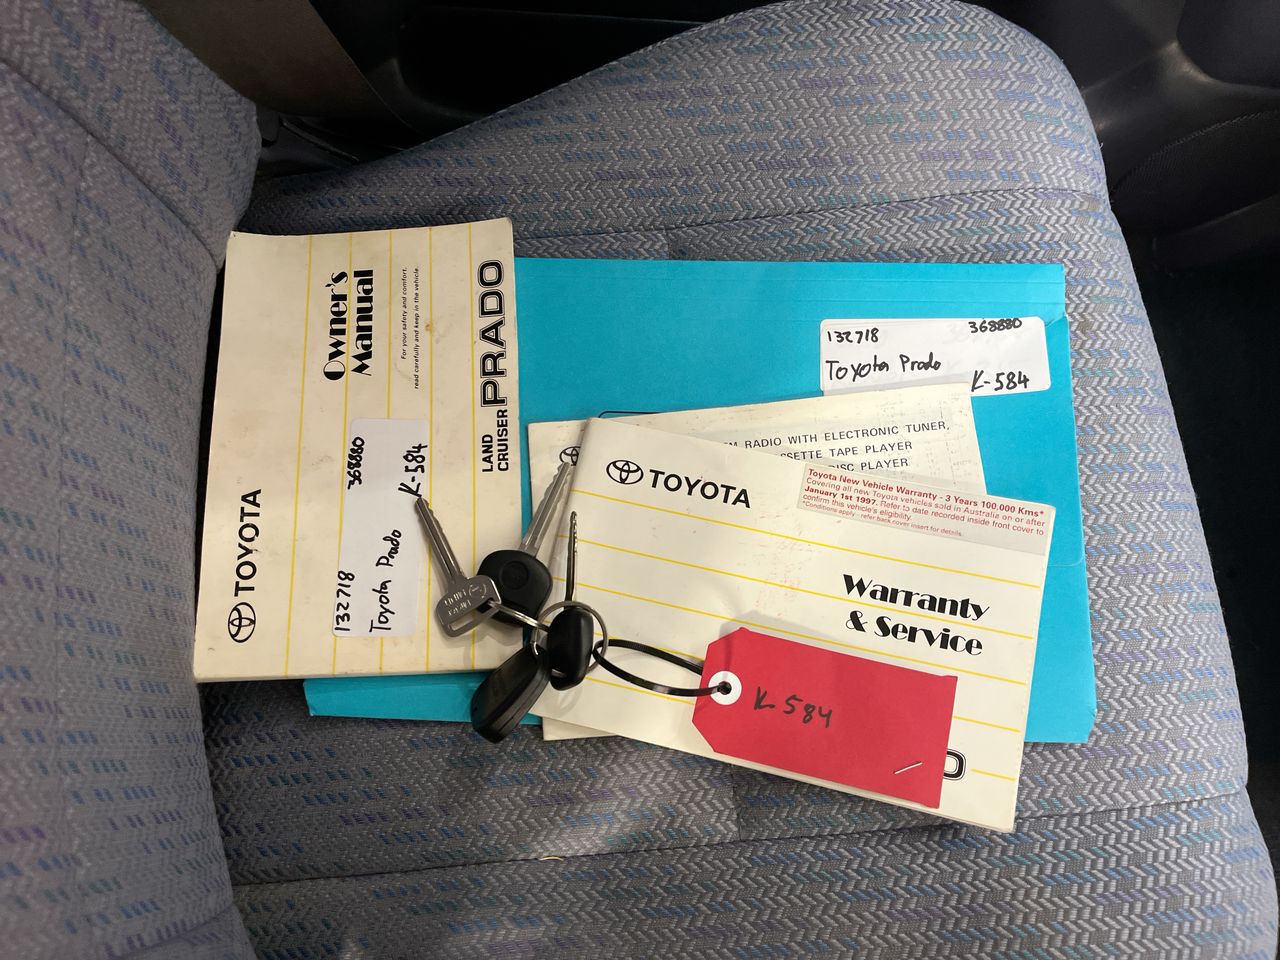 Owner's
Manual
For your safety and comfort,
read carefully and keep in the vehicle.
LAND
CRUISER
PRADO
TOYOTA
132718
368880
Toyota Prado
K-584
132718
368880
Toyota Prado
K-584
RADIO WITH ELECTRONIC TUNER,
TAPE PLAYER
DISC PLAYER
TOYOTA
Toyota New Vehicle Warranty - 3 Years 100,000 Kms*
Covering all new Toyota vehicles sold in Australia on or after
January 1st 1997. Refer to date recorded inside front cover to
confirm this vehicle's eligibility.
*Conditions apply - refer back cover insert for details.
Warranty
& Service
K 584